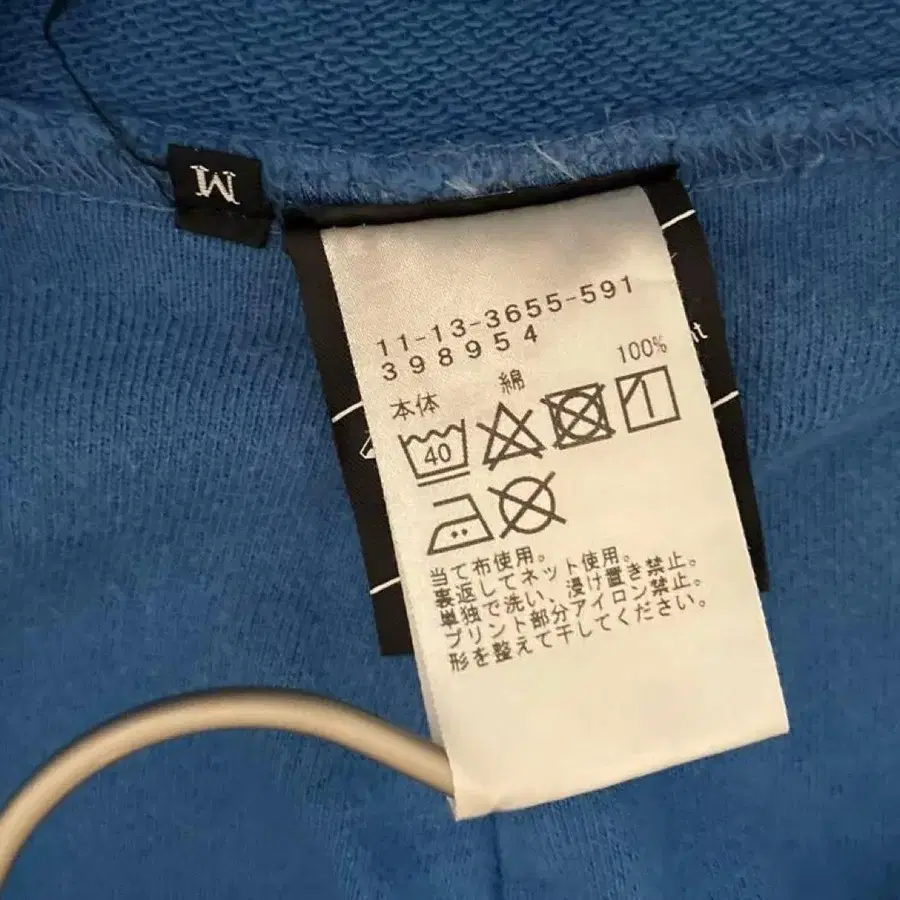 M
11-13-3655-591
398954
本体 綿 100%
40
当て布使用。
裏返してネット使用。
単独で洗い、浸け置き禁止。
プリント部分アイロン禁止。
形を整えて干してください。